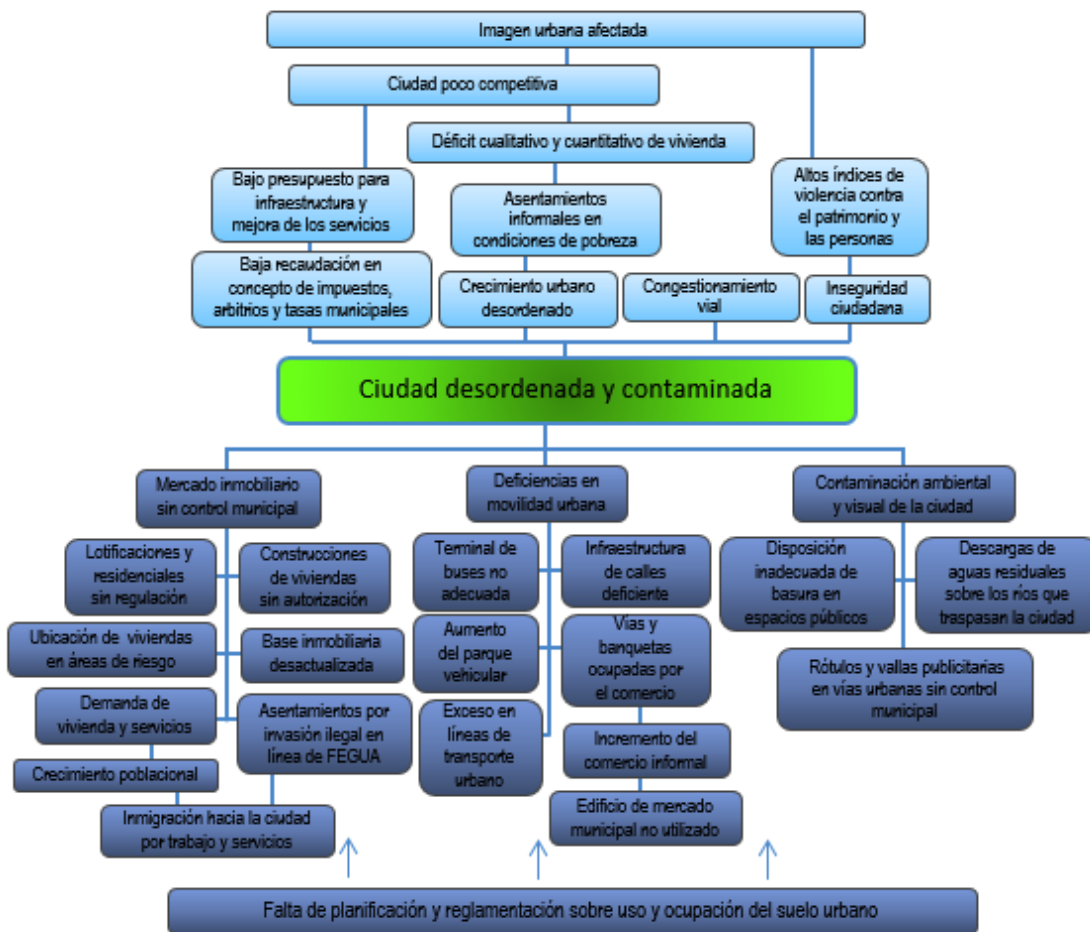 Imagen urbana afectada
Ciudad poco competitiva
Déficit cualitativo y cuantitativo de vivienda
Bajo presupuesto para
infraestructura y
mejora de los servicios
Asentamientos
informales en
condiciones de pobreza
Altos índices de
violencia contra
el patrimonio y
las personas
Baja recaudación en
concepto de impuestos,
arbitrios y tasas municipales
Crecimiento urbano
desordenado
Congestionamiento
vial
Inseguridad
ciudadana
Ciudad desordenada y contaminada
Mercado inmobiliario
sin control municipal
Deficiencias en
movilidad urbana
Contaminación ambiental
y visual de la ciudad
Lotificaciones y
residenciales
sin regulación
Construcciones
de viviendas
sin autorización
Terminal de
buses no
adecuada
Infraestructura
de calles
deficiente
Disposición
inadecuada de
basura en
espacios públicos
Descargas de
aguas residuales
sobre los ríos que
traspasan la ciudad
Ubicación de viviendas
en áreas de riesgo
Base inmobiliaria
desactualizada
Aumento
del parque
vehicular
Vías y
banquetas
ocupadas por
el comercio
Rótulos y vallas publicitarias
en vías urbanas sin control
municipal
Demanda de
vivienda y servicios
Asentamientos por
invasión ilegal en
línea de FEGUA
Exceso en
líneas de
transporte
urbano
Incremento del
comercio informal
Crecimiento poblacional
Inmigración hacia la ciudad
por trabajo y servicios
Edificio de mercado
municipal no utilizado
Falta de planificación y reglamentación sobre uso y ocupación del suelo urbano